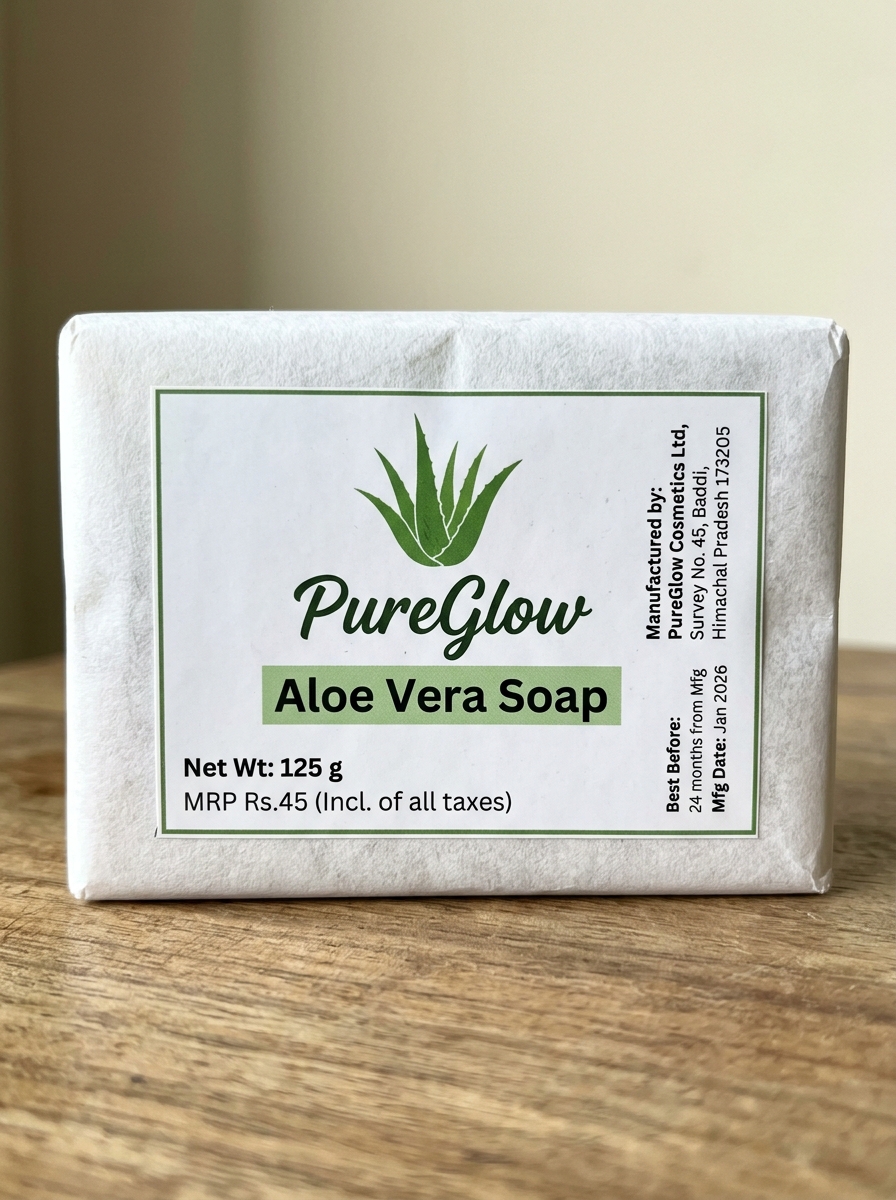 PureGlow
Aloe Vera Soap
Net Wt: 125 g
MRP Rs.45 (Incl. of all taxes)
Manufactured by:
PureGlow Cosmetics Ltd,
Survey No. 45, Baddi,
Himachal Pradesh 173205
Best Before:
24 months from Mfg
Mfg Date: Jan 2026